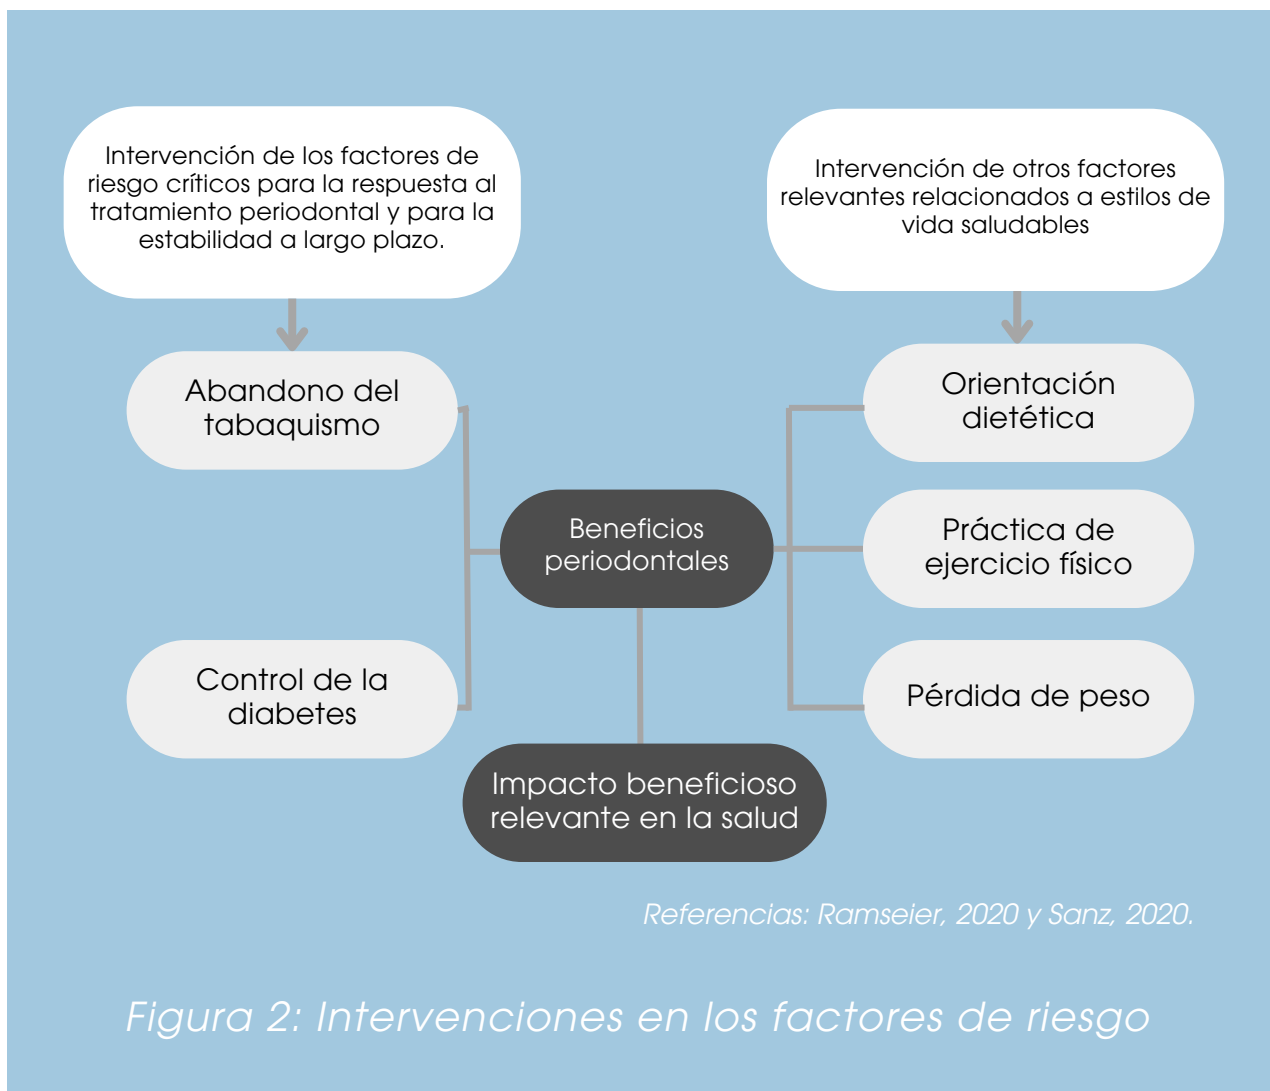 Intervención de los factores de
riesgo críticos para la respuesta al
tratamiento periodontal y para la
estabilidad a largo plazo.
Intervención de otros factores
relevantes relacionados a estilos de
vida saludables
Abandono del
tabaquismo
Orientación
dietética
Beneficios
periodontales
Práctica de
ejercicio físico
Control de la
diabetes
Pérdida de peso
Impacto beneficioso
relevante en la salud
Referencias: Ramseier, 2020 y Sanz, 2020.
Figura 2: Intervenciones en los factores de riesgo